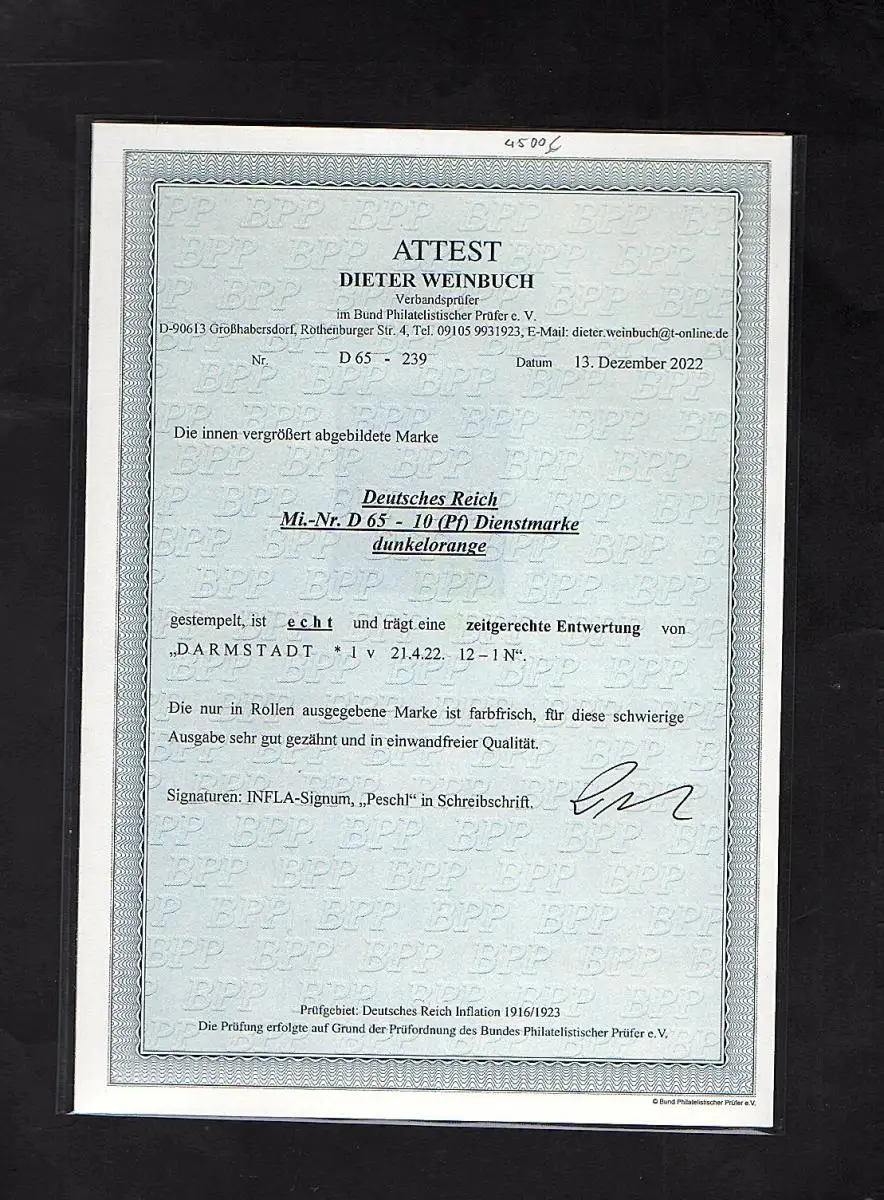 4500€
ATTEST
DIETER WEINBUCH
Verbandsprüfer
im Bund Philatelistischer Prüfer e. V.
D-90613 Großhabersdorf, Rothenburger Str. 4, Tel. 09105 9931923, E-Mail: dieter.weinbuch@t-online.de
Nr. D 65 - 239 Datum 13. Dezember 2022
Die innen vergrößert abgebildete Marke
Deutsches Reich
Mi.-Nr. D 65 - 10 (Pf) Dienstmarke
dunkelorange
gestempelt, ist echt und trägt eine zeitgerechte Entwertung von
„DARMSTADT * 1 v 21.4.22. 12 – 1 N“.
Die nur in Rollen ausgegebene Marke ist farbfrisch, für diese schwierige
Ausgabe sehr gut gezähnt und in einwandfreier Qualität.
Signaturen: INFLA-Signum, „Peschl“ in Schreibschrift.
Prüfgebiet: Deutsches Reich Inflation 1916/1923
Die Prüfung erfolgte auf Grund der Prüfordnung des Bundes Philatelistischer Prüfer e.V.
© Bund Philatelistischer Prüfer e.V.